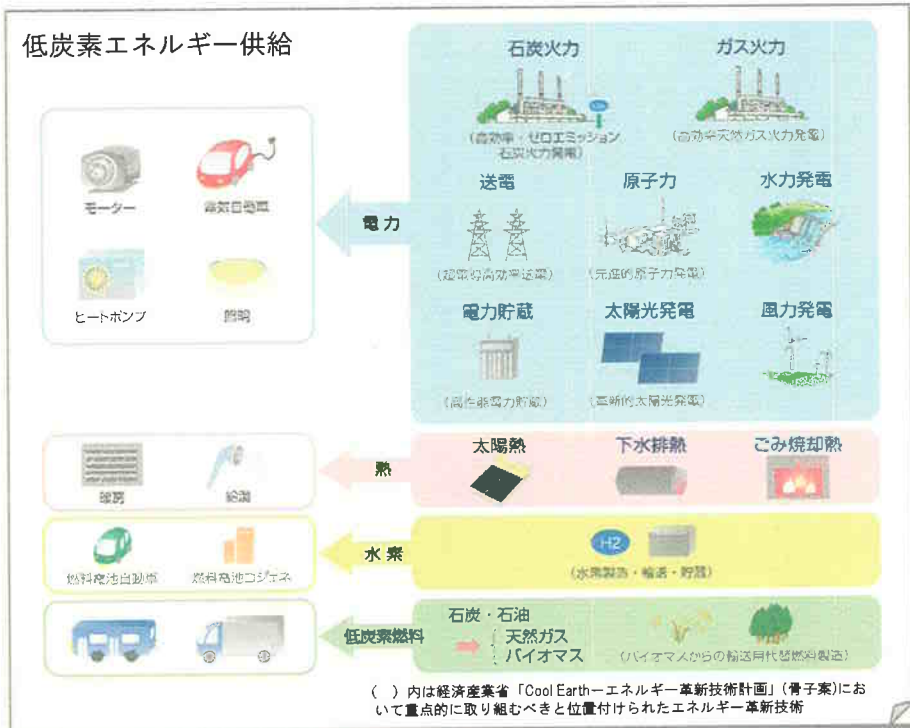 低炭素エネルギー供給
石炭火力
ガス火力
(高効率・ゼロエミッション
石炭火力発電)
(高効率天然ガス火力発電)
モーター
電気自動車
電力
送電
原子力
水力発電
(超電導高効率送電)
(先進的原子力発電)
ヒートポンプ
照明
電力貯蔵
太陽光発電
風力発電
(高性能電力貯蔵)
(革新的太陽光発電)
暖房
給湯
熱
太陽熱
下水排熱
ごみ焼却熱
燃料電池自動車
燃料電池コジェネ
水素
H2
(水素製造・輸送・貯蔵)
低炭素燃料
石炭・石油
天然ガス
バイオマス
(バイオマスからの輸送用代替燃料製造)
( )内は経済産業省「Cool Earthーエネルギー革新技術計画」(骨子案)にお
いて重点的に取り組むべきと位置付けられたエネルギー革新技術